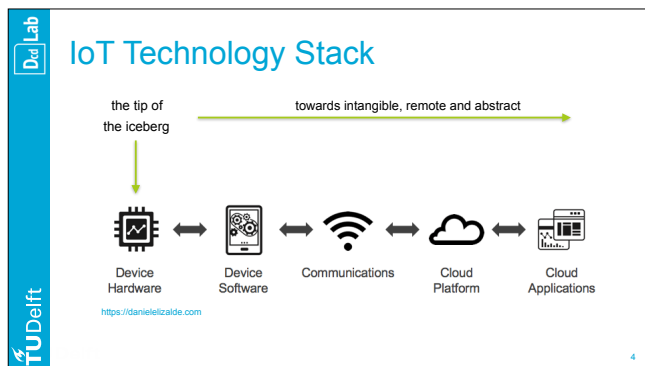 Dcd Lab
IoT Technology Stack
the tip of
the iceberg
towards intangible, remote and abstract
Device
Hardware
Device
Software
Communications
Cloud
Platform
Cloud
Applications
https://danielelizalde.com
TUDelft
4